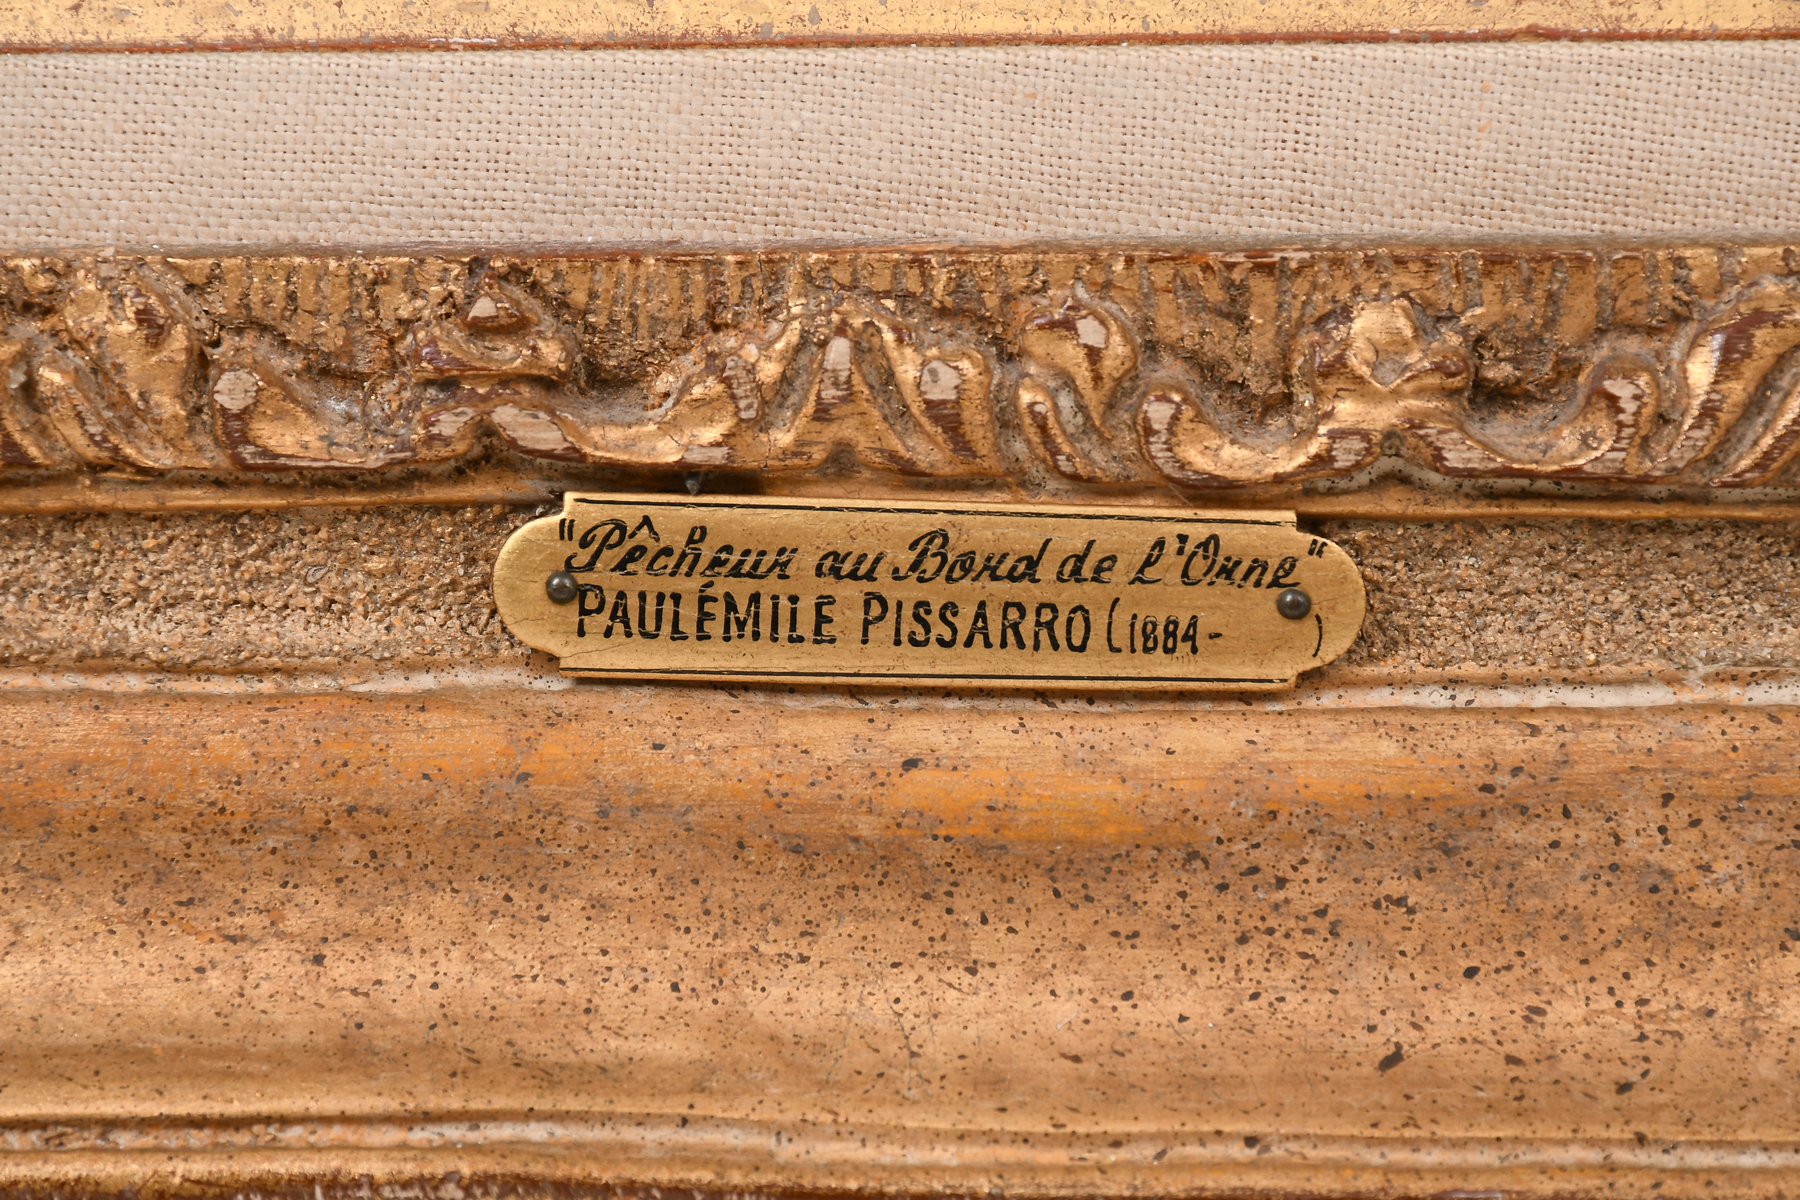 "Pêcheur au Bord de l'Orne"
PAULÉMILE PISSARRO (1884-     )